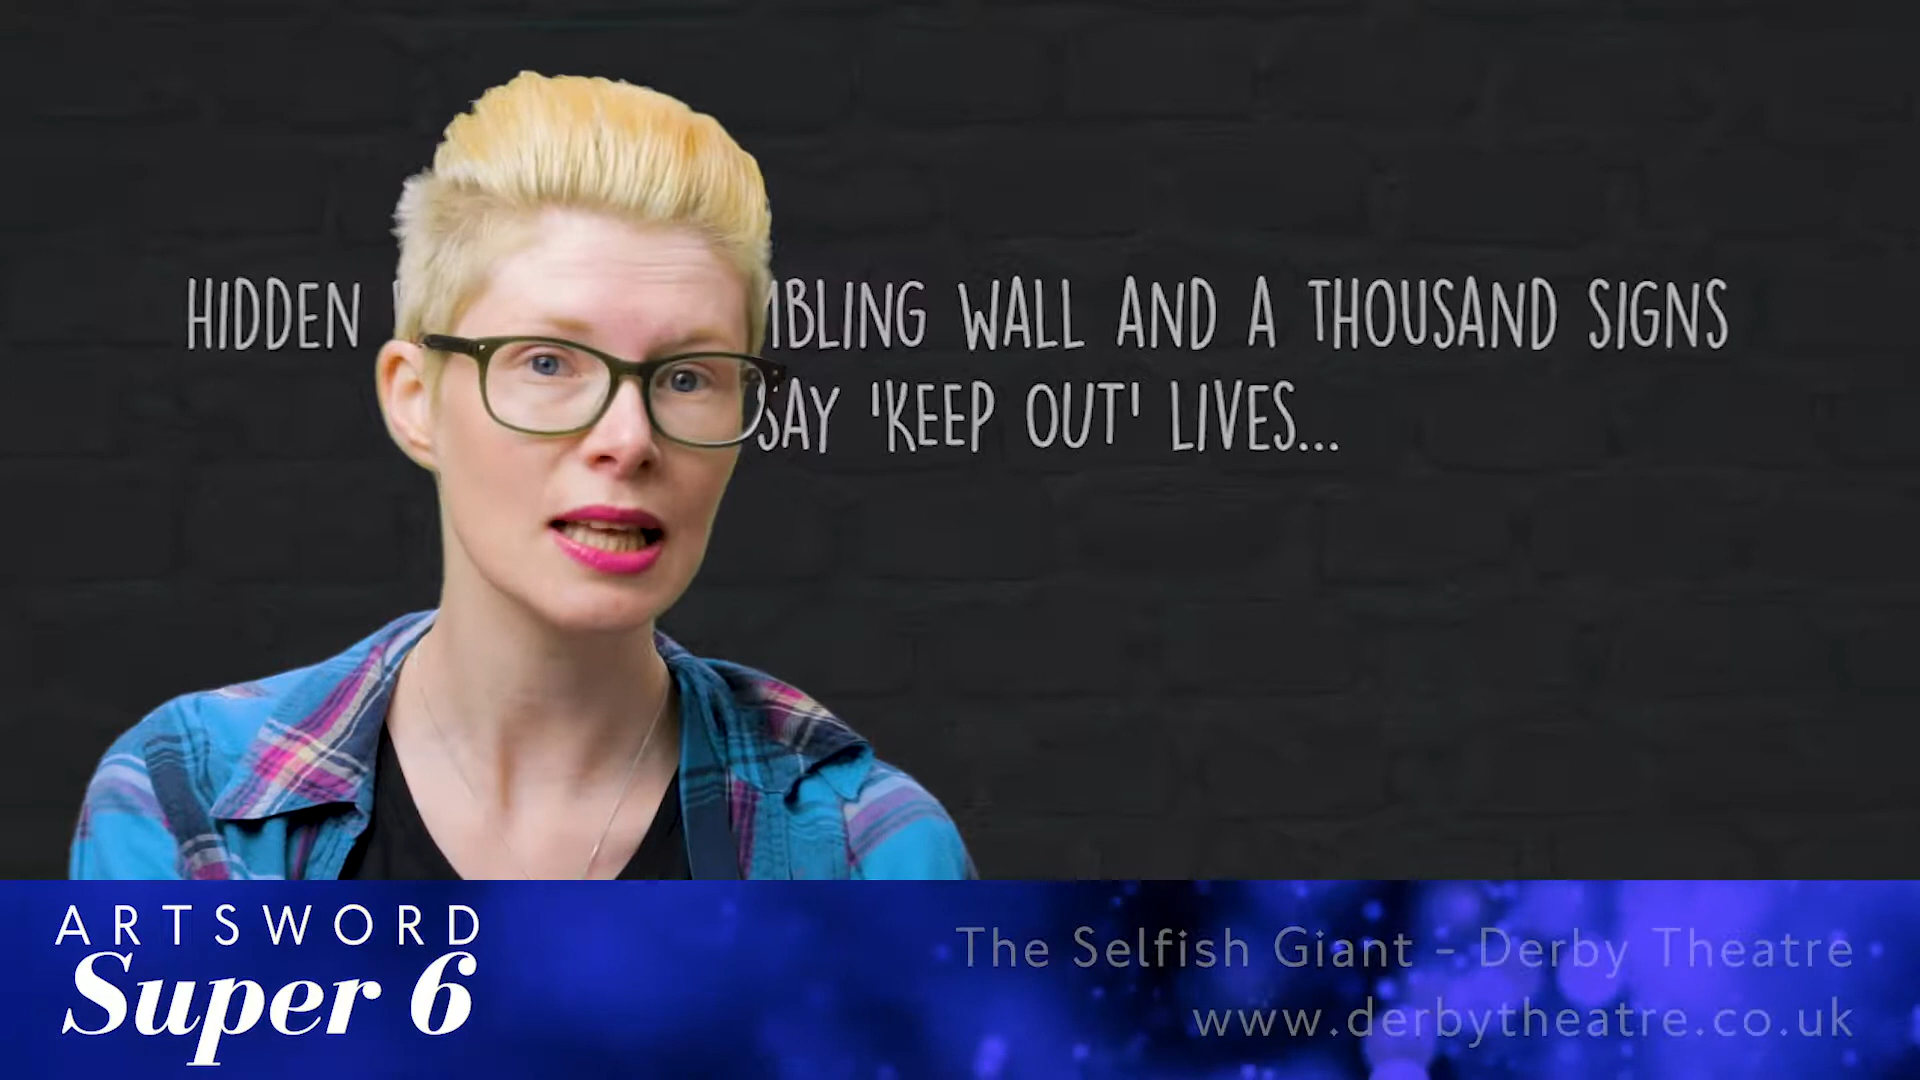 HIDDEN WALL AND A THOUSAND SIGNS
SAY 'KEEP OUT' LIVES...
ARTSWORD
Super 6
The Selfish Giant - Derby Theatre
www.derbytheatre.co.uk